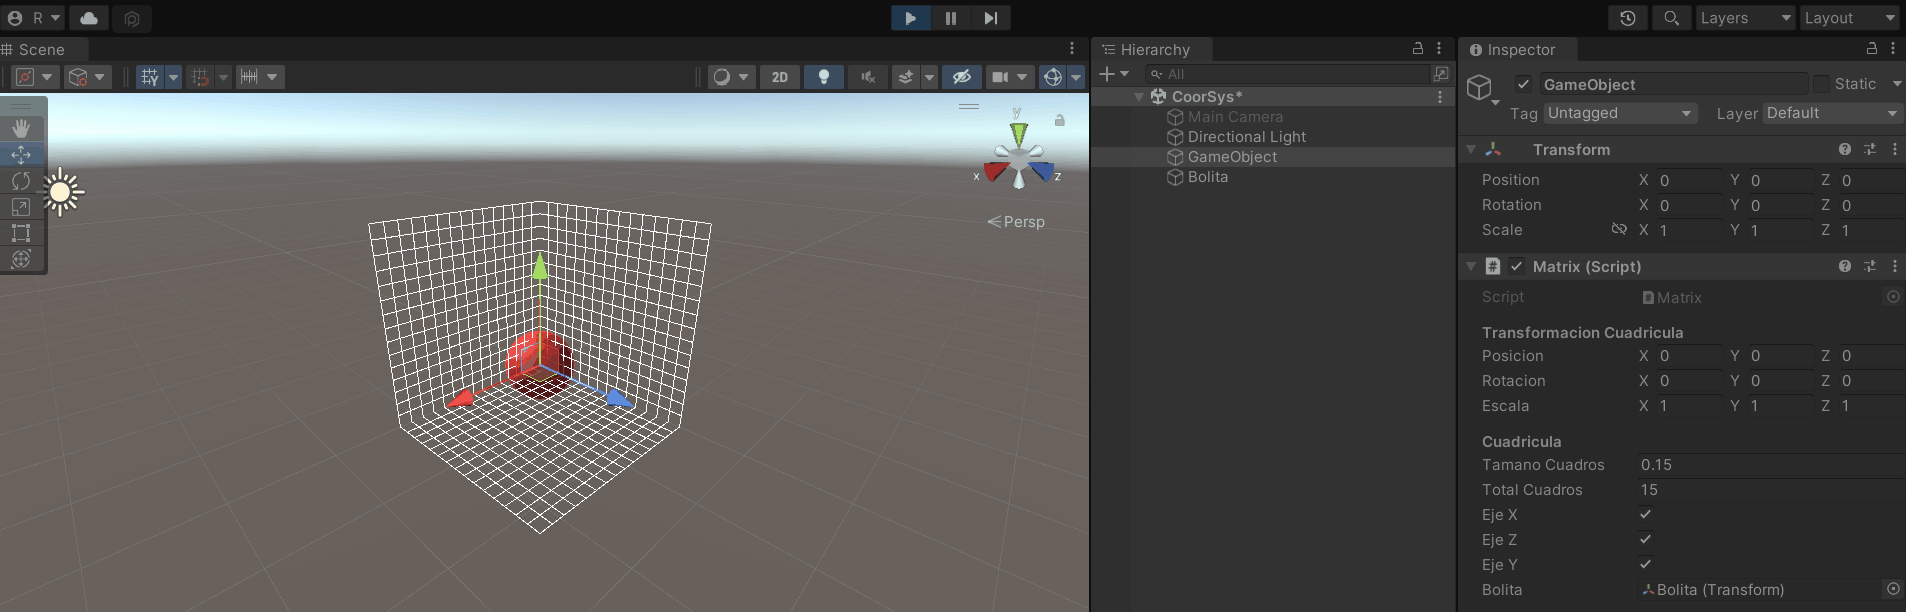 R
Layers
Layout
Scene
2D
y
x
z
Persp
Hierarchy
All
CoorSys*
Main Camera
Directional Light
GameObject
Bolita
Inspector
GameObject
Static
Tag Untagged Layer Default
Transform
Position X 0 Y 0 Z 0
Rotation X 0 Y 0 Z 0
Scale X 1 Y 1 Z 1
# Matrix (Script)
Script Matrix
Transformacion Cuadricula
Posicion X 0 Y 0 Z 0
Rotacion X 0 Y 0 Z 0
Escala X 1 Y 1 Z 1
Cuadricula
Tamano Cuadros 0.15
Total Cuadros 15
Eje X
Eje Z
Eje Y
Bolita Bolita (Transform)